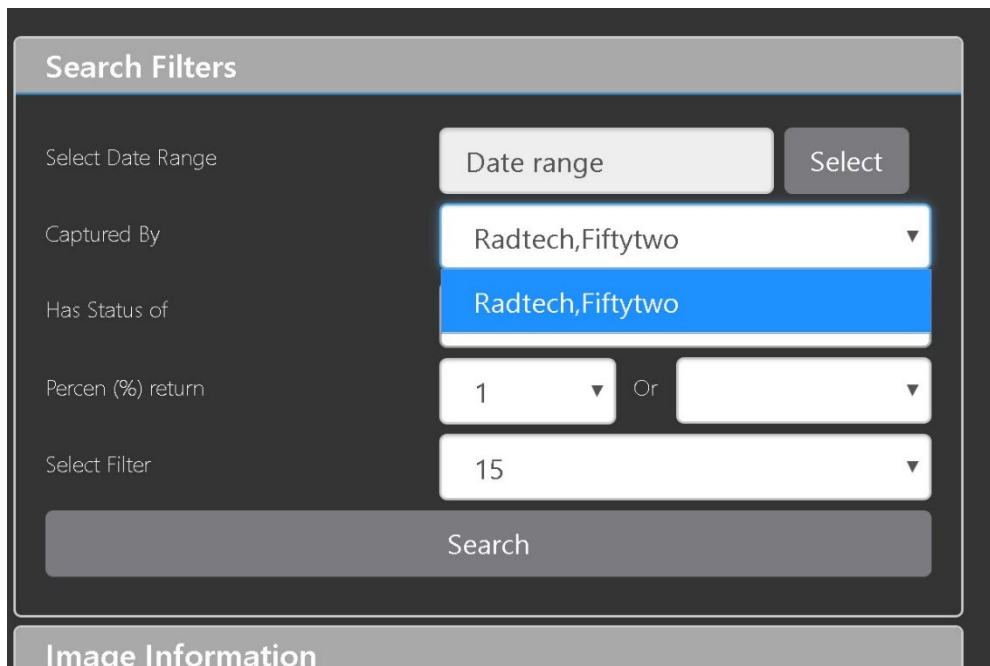 Search Filters
Select Date Range Date range Select
Captured By Radtech,Fiftytwo
Radtech,Fiftytwo
Has Status of
Percen (%) return 1 Or
Select Filter 15
Search
Image Information